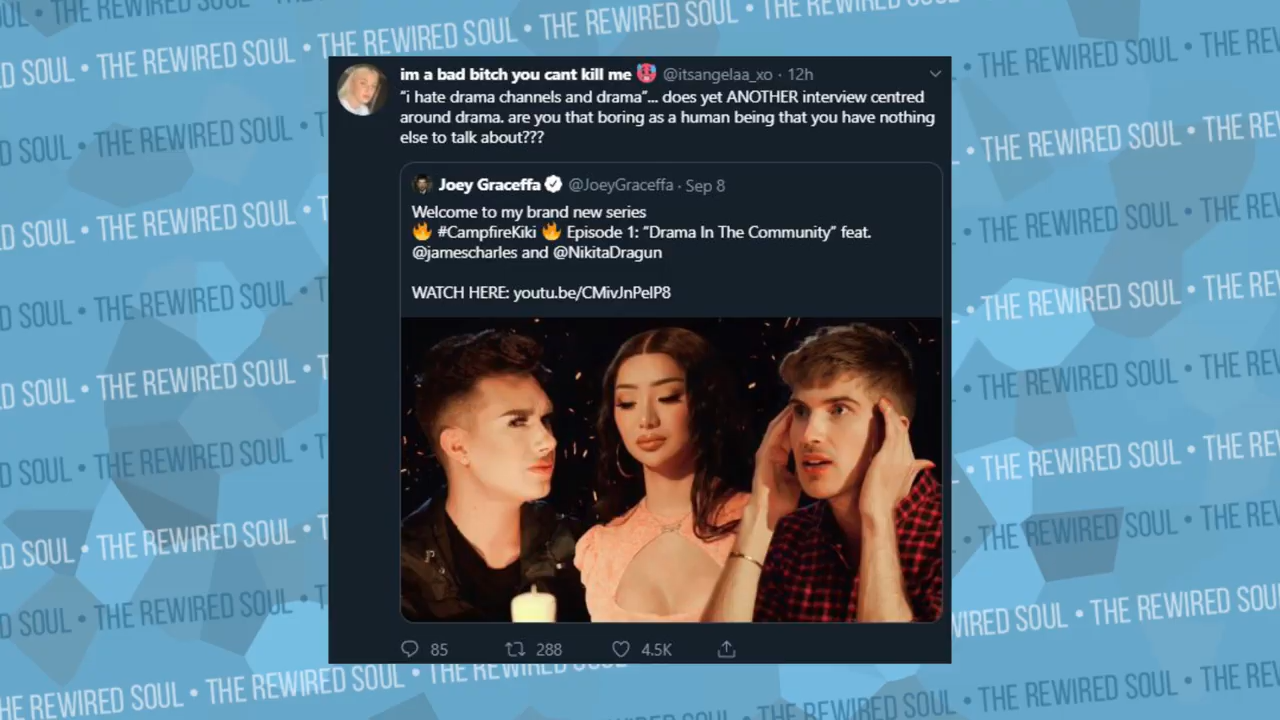 THE REWIRED SOUL • THE REWIRED SOUL • THE REWIRED SOUL
im a bad bitch you cant kill me @itsangelaa_xo · 12h
"i hate drama channels and drama"... does yet ANOTHER interview centred
around drama. are you that boring as a human being that you have nothing
else to talk about???
Joey Graceffa @JoeyGraceffa · Sep 8
Welcome to my brand new series
🔥 #CampfireKiki 🔥 Episode 1: "Drama In The Community" feat.
@jamescharles and @NikitaDragun
WATCH HERE: youtu.be/CMivJnPelP8
85 288 4.5K